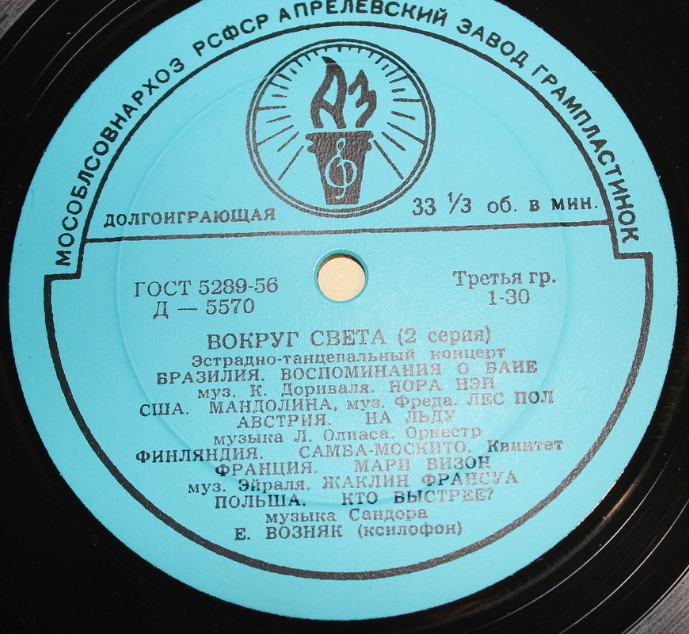 МОСОБЛСОВНАРХОЗ РСФСР АПРЕЛЕВСКИЙ ЗАВОД ГРАМПЛАСТИНОК
АЗ
ДОЛГОИГРАЮЩАЯ 33 1/3 об. в мин.
ГОСТ 5289-56 Третья гр.
Д — 5570 1-30
ВОКРУГ СВЕТА (2 серия)
Эстрадно-танцевальный концерт
БРАЗИЛИЯ. ВОСПОМИНАНИЯ О БАИЕ
муз. К. Дориваля. НОРА НЭЙ
США. МАНДОЛИНА, муз. Фреда. ЛЕС ПОЛ
АВСТРИЯ. НА ЛЬДУ
музыка Л. Олиаса. Оркестр
ФИНЛЯНДИЯ. САМБА-МОСКИТО. Квинтет
ФРАНЦИЯ. МАРИ ВИЗОН
муз. Эйраля. ЖАКЛИН ФРАНСУА
ПОЛЬША. КТО БЫСТРЕЕ?
музыка Сандора
Е. ВОЗНЯК (ксилофон)